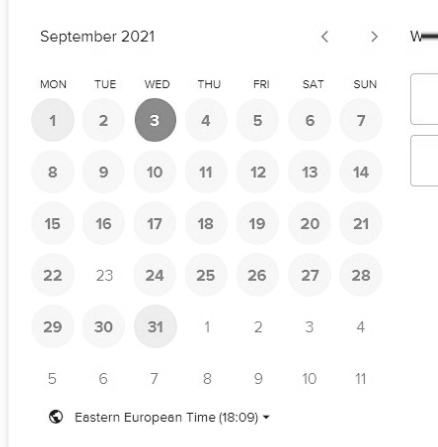 September 2021 < >
MON TUE WED THU FRI SAT SUN
1 2 3 4 5 6 7
8 9 10 11 12 13 14
15 16 17 18 19 20 21
22 23 24 25 26 27 28
29 30 31 1 2 3 4
5 6 7 8 9 10 11
Eastern European Time (18:09)